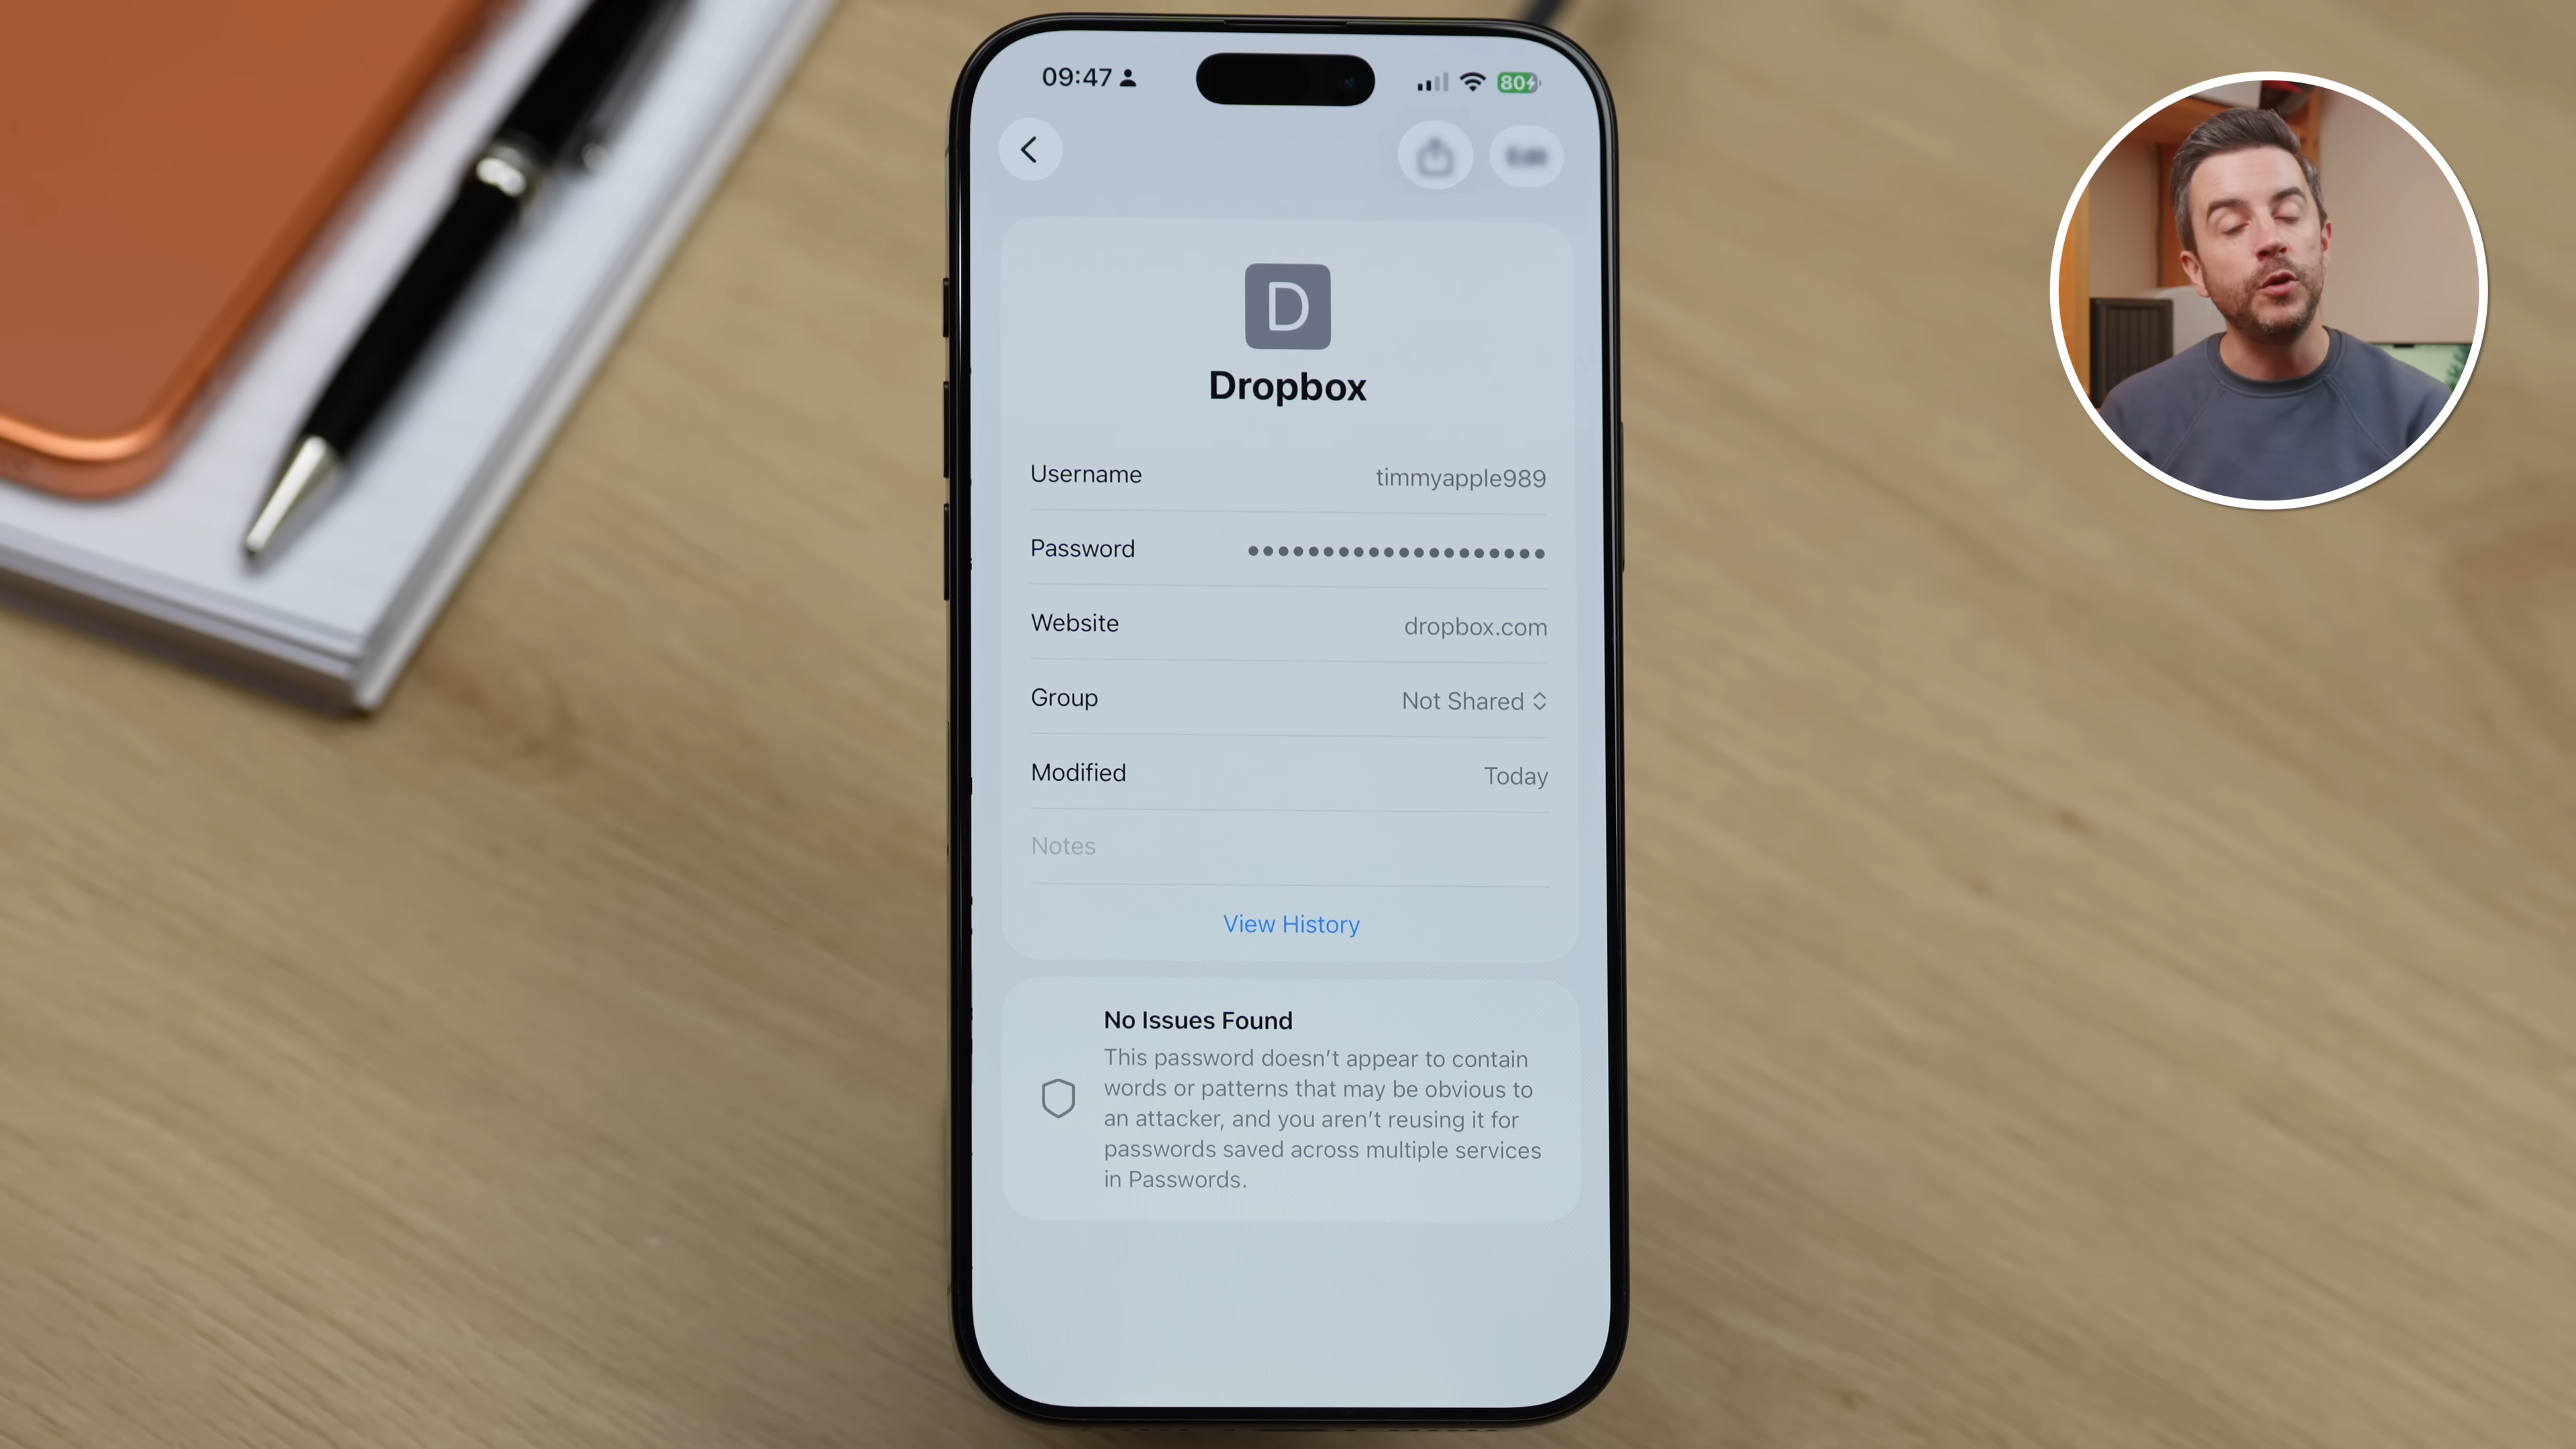 09:47
80
Edit
D
Dropbox
Username timmyapple989
Password ••••••••••••••••••••
Website dropbox.com
Group Not Shared
Modified Today
Notes
View History
No Issues Found
This password doesn't appear to contain
words or patterns that may be obvious to
an attacker, and you aren't reusing it for
passwords saved across multiple services
in Passwords.